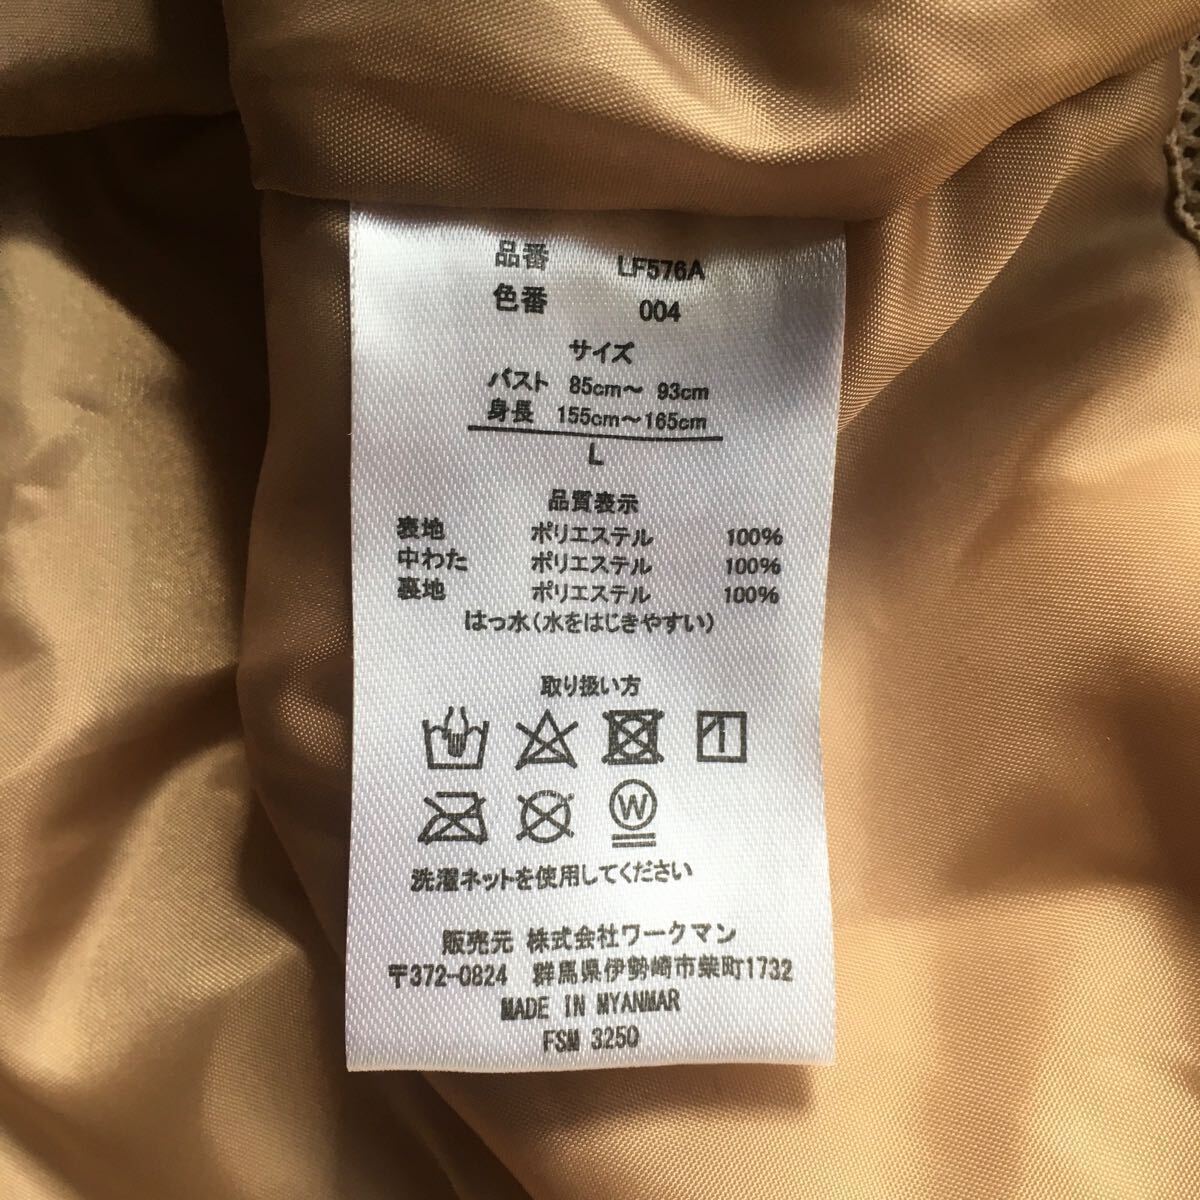 品番 LF576A
色番 004
サイズ
バスト 85cm～ 93cm
身長 155cm～165cm
L
品質表示
表地 ポリエステル 100%
中わた ポリエステル 100%
裏地 ポリエステル 100%
はっ水(水をはじきやすい)
取り扱い方
1
W
洗濯ネットを使用してください
販売元 株式会社ワークマン
〒372-0824 群馬県伊勢崎市柴町1732
MADE IN MYANMAR
FSM 3250